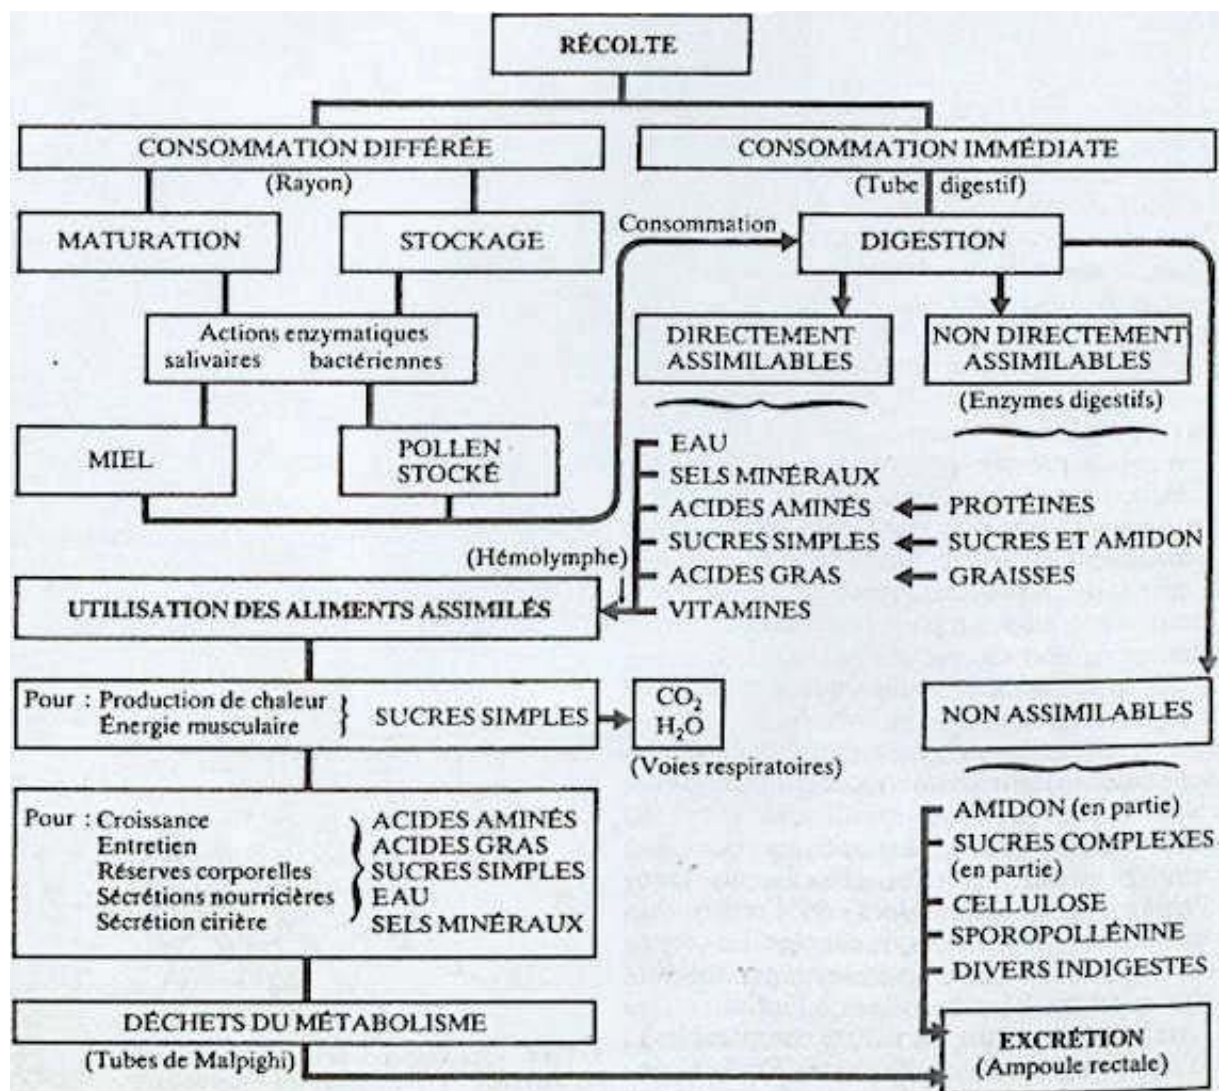 RÉCOLTE
CONSOMMATION DIFFÉRÉE
(Rayon)
MATURATION
STOCKAGE
Actions enzymatiques
salivaires bactériennes
MIEL
POLLEN
STOCKÉ
CONSOMMATION IMMÉDIATE
(Tube digestif)
Consommation
DIGESTION
DIRECTEMENT
ASSIMILABLES
NON DIRECTEMENT
ASSIMILABLES
(Enzymes digestifs)
EAU
SELS MINÉRAUX
ACIDES AMINÉS PROTÉINES
SUCRES SIMPLES SUCRES ET AMIDON
ACIDES GRAS GRAISSES
VITAMINES
(Hémolymphe)
UTILISATION DES ALIMENTS ASSIMILÉS
Pour : Production de chaleur
Énergie musculaire
SUCRES SIMPLES
CO₂
H₂O
(Voies respiratoires)
NON ASSIMILABLES
Pour : Croissance ACIDES AMINÉS
Entretien ACIDES GRAS
Réserves corporelles SUCRES SIMPLES
Sécrétions nourricières EAU
Sécrétion cirière SELS MINÉRAUX
AMIDON (en partie)
SUCRES COMPLEXES
(en partie)
CELLULOSE
SPOROPOLLÉNINE
DIVERS INDIGESTES
DÉCHETS DU MÉTABOLISME
(Tubes de Malpighi)
EXCRÉTION
(Ampoule rectale)